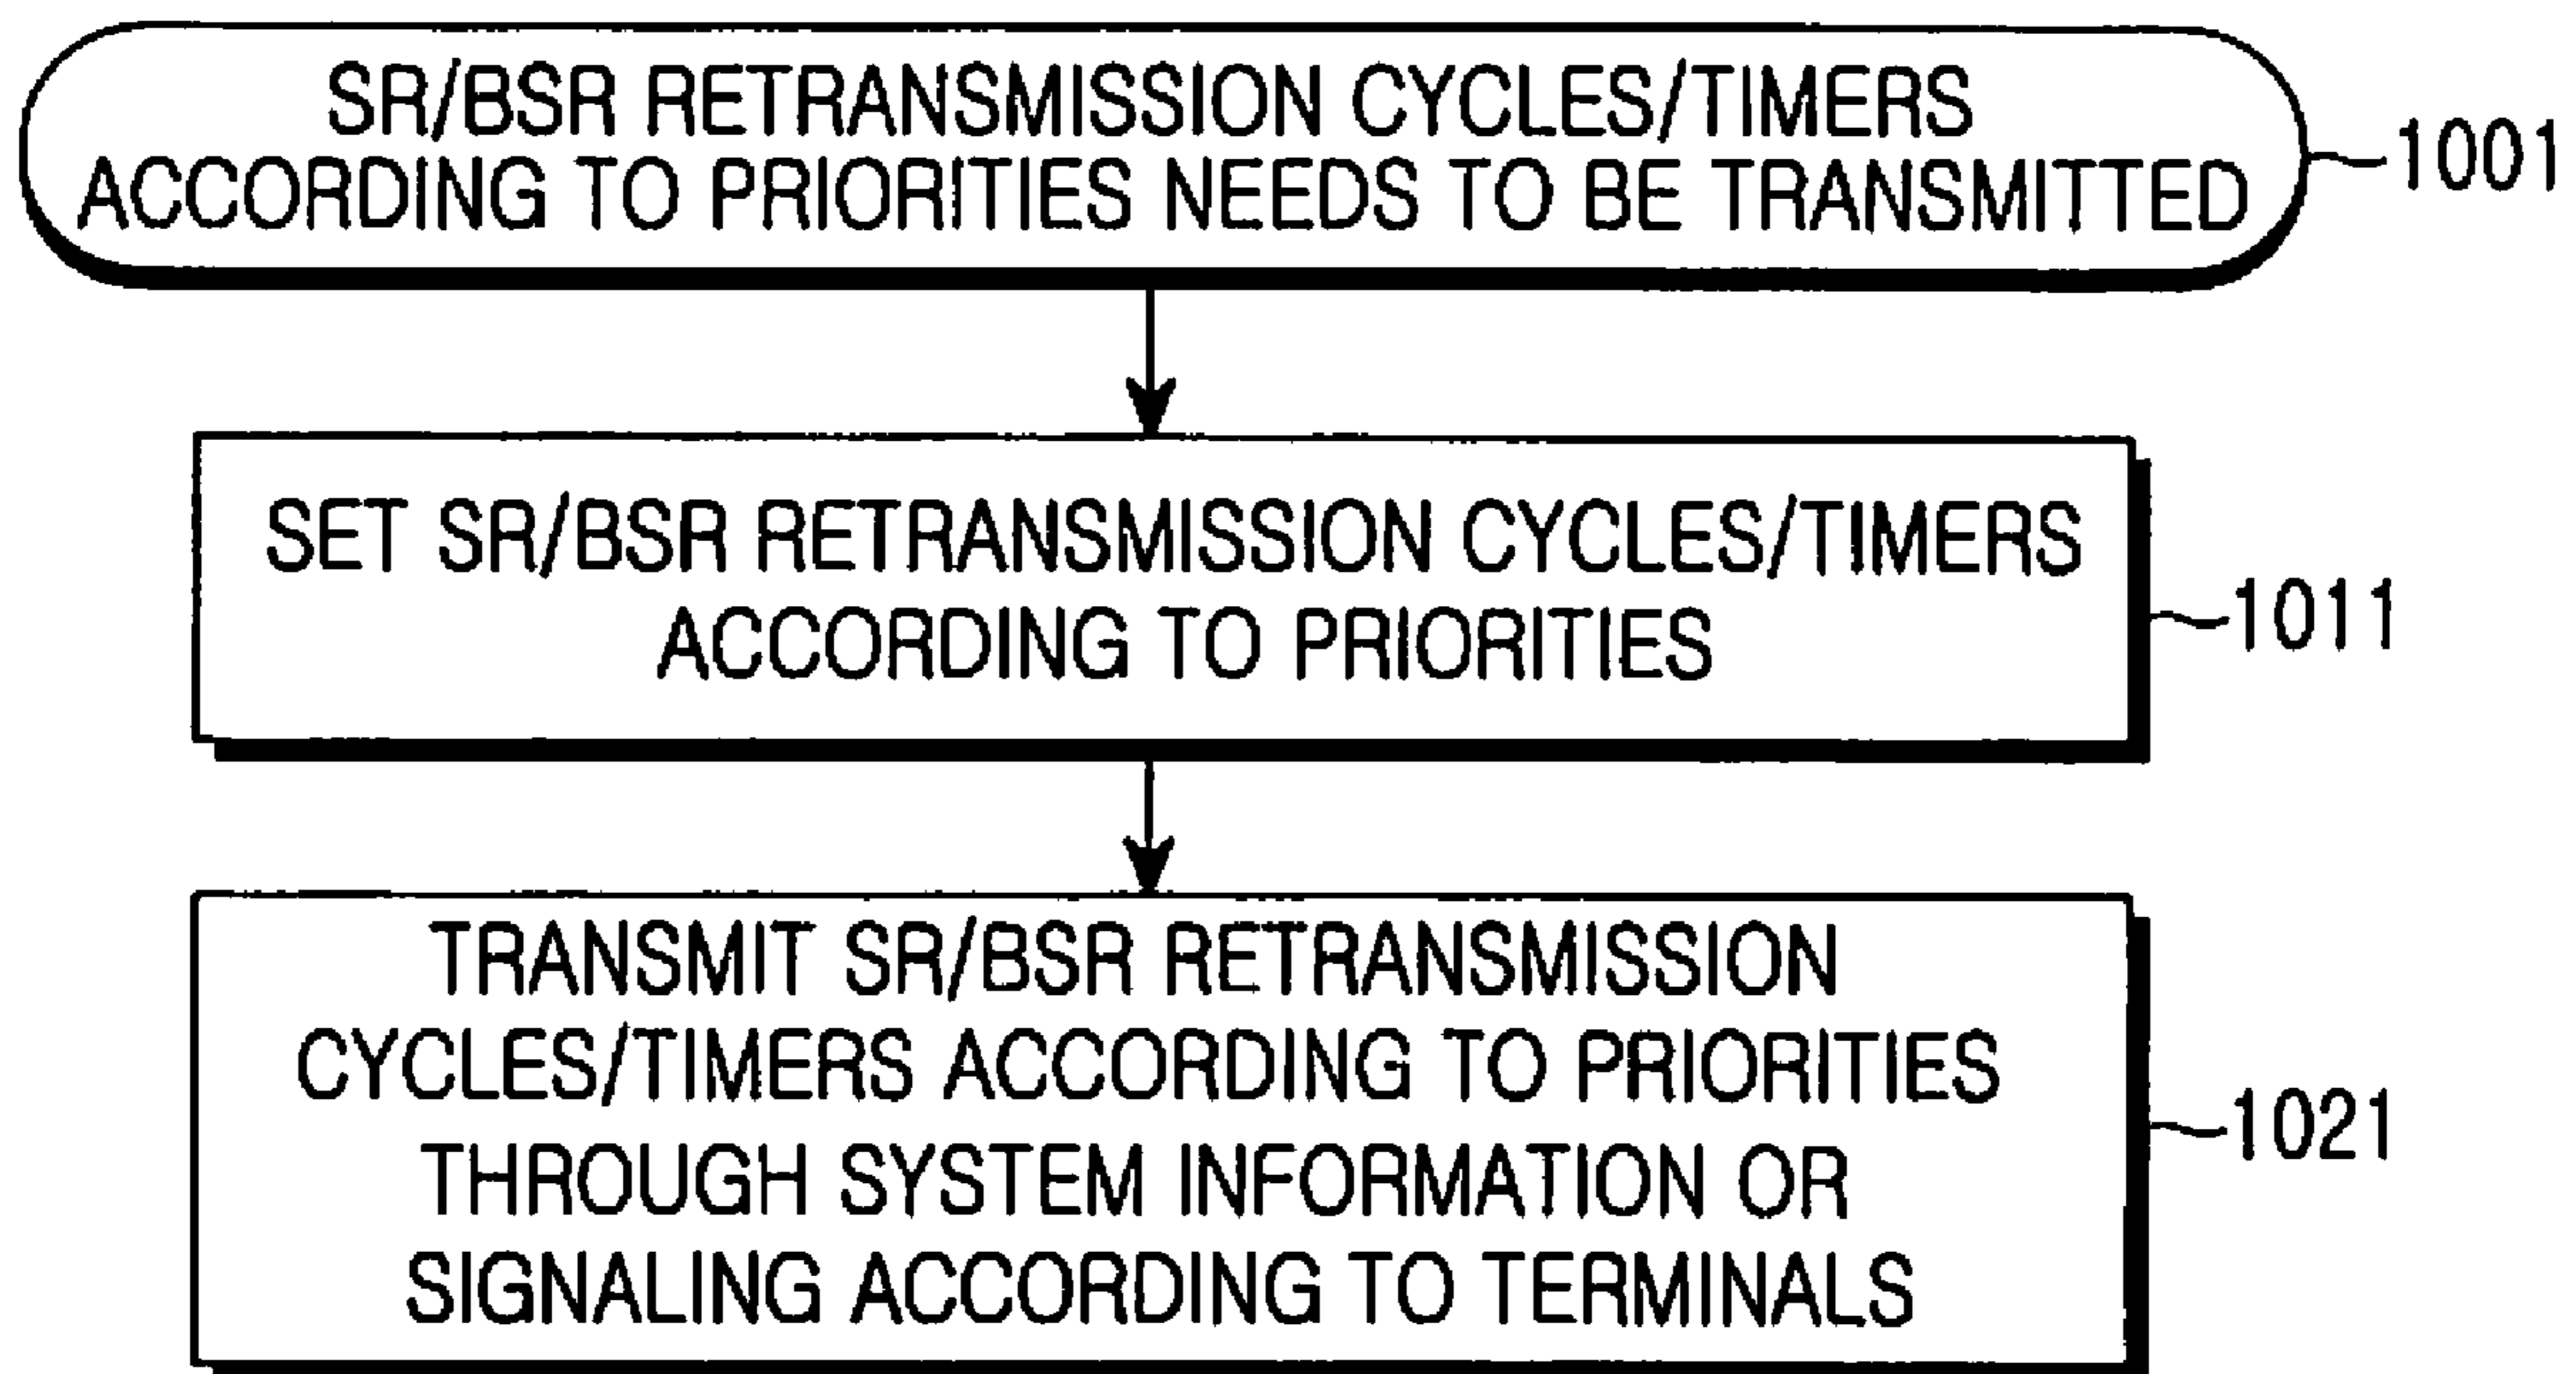 SR/BSR RETRANSMISSION CYCLES/TIMERS
ACCORDING TO PRIORITIES NEEDS TO BE TRANSMITTED
1001
SET SR/BSR RETRANSMISSION CYCLES/TIMERS
ACCORDING TO PRIORITIES
1011
TRANSMIT SR/BSR RETRANSMISSION
CYCLES/TIMERS ACCORDING TO PRIORITIES
THROUGH SYSTEM INFORMATION OR
SIGNALING ACCORDING TO TERMINALS
1021